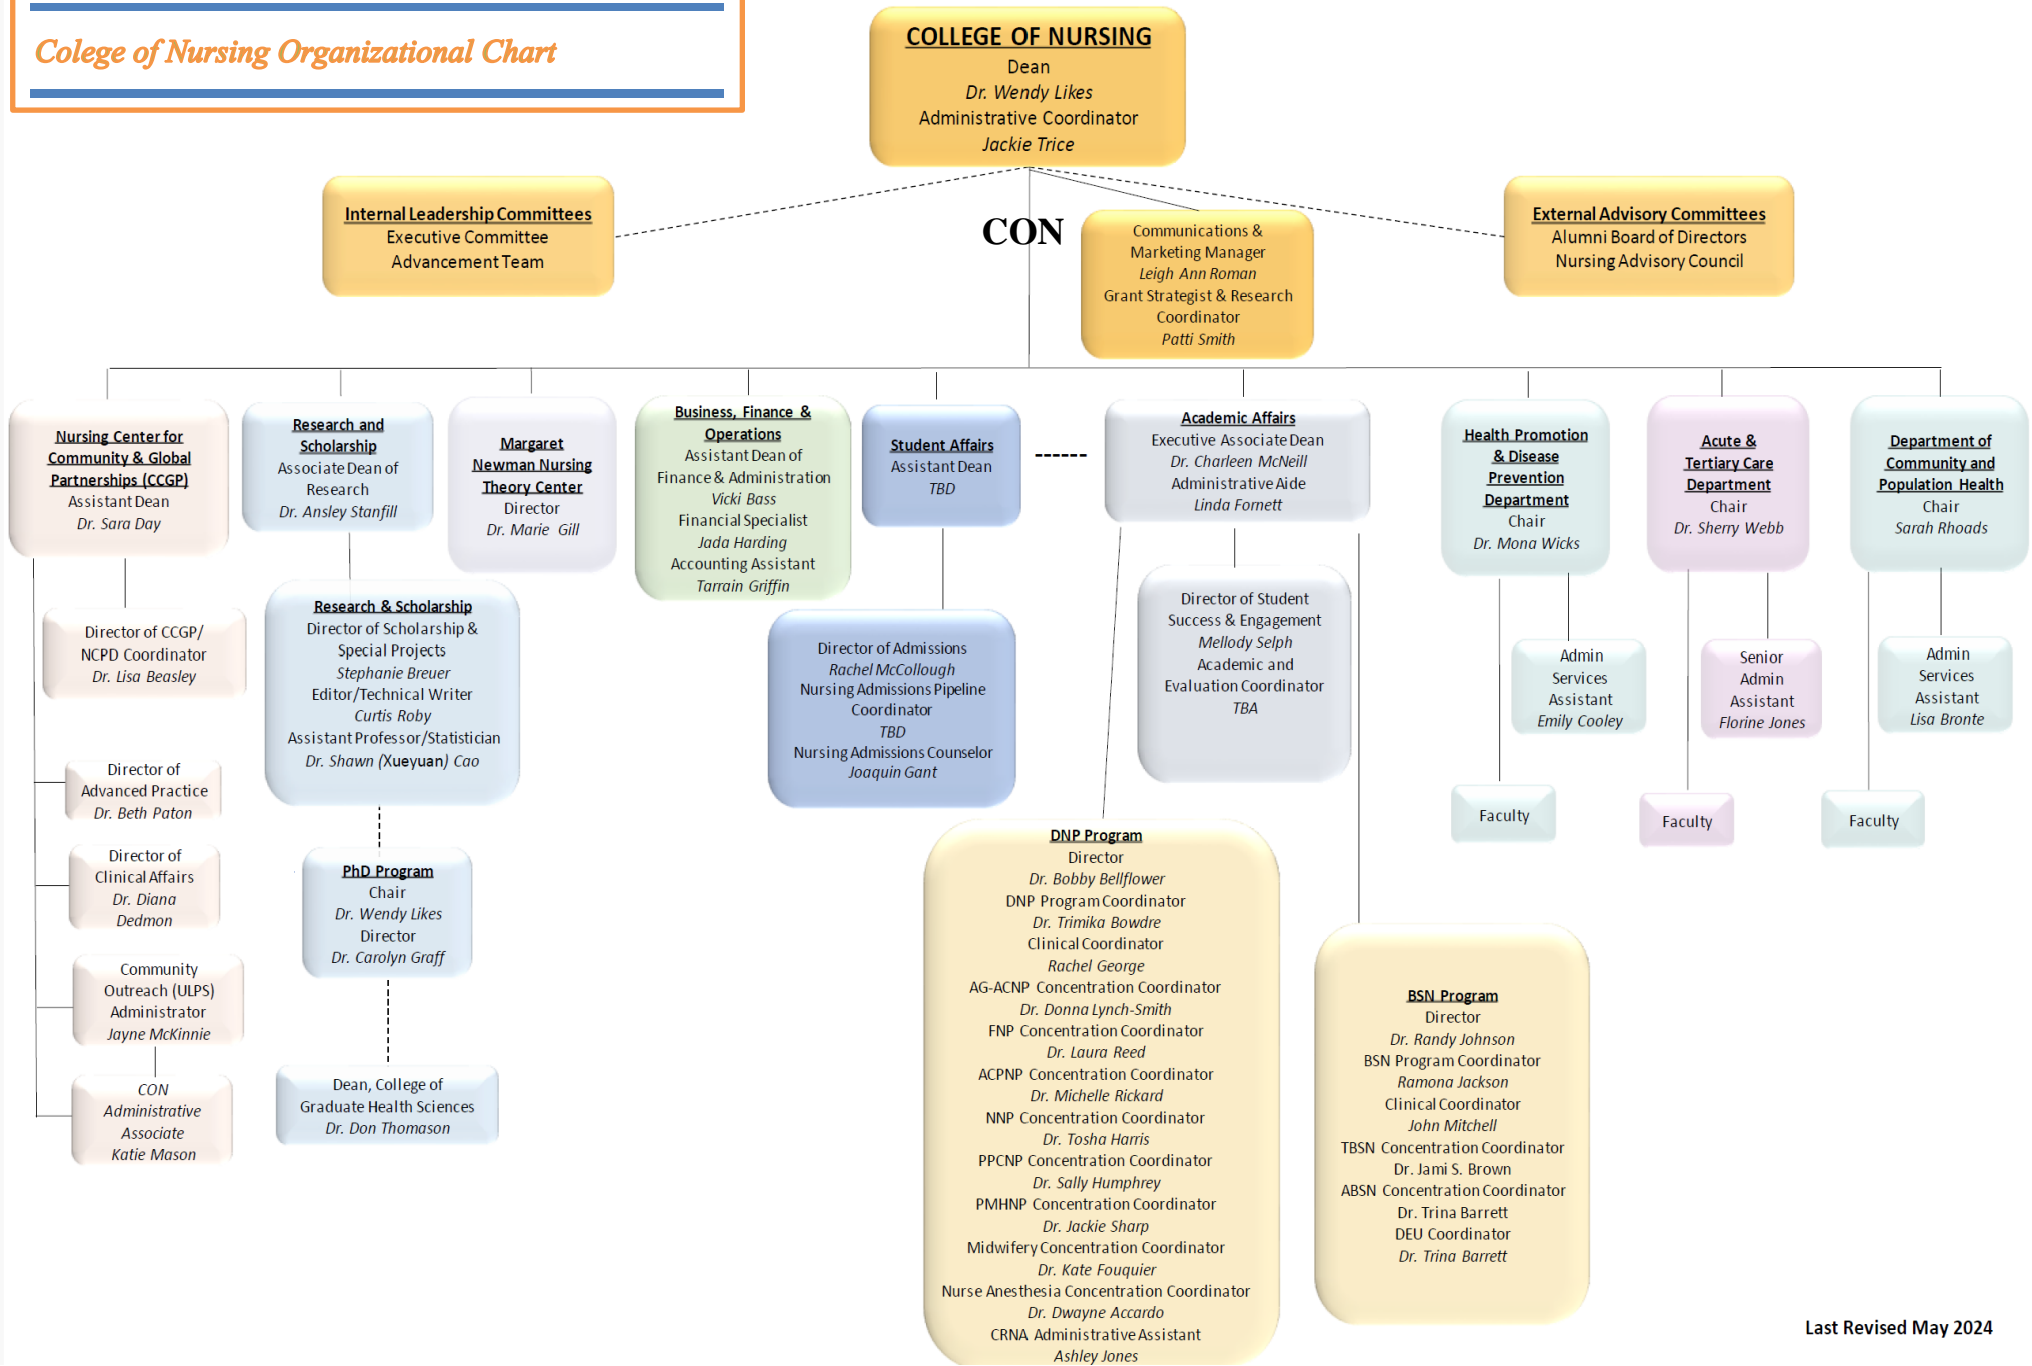 Colege of Nursing Organizational Chart
COLLEGE OF NURSING
Dean
Dr. Wendy Likes
Administrative Coordinator
Jackie Trice
Internal Leadership Committees
Executive Committee
Advancement Team
CON
Communications &
Marketing Manager
Leigh Ann Roman
Grant Strategist & Research
Coordinator
Patti Smith
External Advisory Committees
Alumni Board of Directors
Nursing Advisory Council
Nursing Center for
Community & Global
Partnerships (CCGP)
Assistant Dean
Dr. Sara Day
Research and
Scholarship
Associate Dean of
Research
Dr. Ansley Stanfill
Margaret
Newman Nursing
Theory Center
Director
Dr. Marie Gill
Business, Finance &
Operations
Assistant Dean of
Finance & Administration
Vicki Bass
Financial Specialist
Jada Harding
Accounting Assistant
Tarrain Griffin
Student Affairs
Assistant Dean
TBD
Academic Affairs
Executive Associate Dean
Dr. Charleen McNeill
Administrative Aide
Linda Fornett
Health Promotion
& Disease
Prevention
Department
Chair
Dr. Mona Wicks
Acute &
Tertiary Care
Department
Chair
Dr. Sherry Webb
Department of
Community and
Population Health
Chair
Sarah Rhoads
Director of CCGP/
NCPD Coordinator
Dr. Lisa Beasley
Director of
Advanced Practice
Dr. Beth Paton
Director of
Clinical Affairs
Dr. Diana
Dedmon
Community
Outreach (ULPS)
Administrator
Jayne McKinnie
CON
Administrative
Associate
Katie Mason
Research & Scholarship
Director of Scholarship &
Special Projects
Stephanie Breuer
Editor/Technical Writer
Curtis Roby
Assistant Professor/Statistician
Dr. Shawn (Xueyuan) Cao
PhD Program
Chair
Dr. Wendy Likes
Director
Dr. Carolyn Graff
Dean, College of
Graduate Health Sciences
Dr. Don Thomason
Director of Admissions
Rachel McCollough
Nursing Admissions Pipeline
Coordinator
TBD
Nursing Admissions Counselor
Joaquin Gant
Director of Student
Success & Engagement
Mellody Selph
Academic and
Evaluation Coordinator
TBA
DNP Program
Director
Dr. Bobby Bellflower
DNP Program Coordinator
Dr. Trimika Bowdre
Clinical Coordinator
Rachel George
AG-ACNP Concentration Coordinator
Dr. Donna Lynch-Smith
FNP Concentration Coordinator
Dr. Laura Reed
ACPNP Concentration Coordinator
Dr. Michelle Rickard
NNP Concentration Coordinator
Dr. Tosha Harris
PPCNP Concentration Coordinator
Dr. Sally Humphrey
PMHNP Concentration Coordinator
Dr. Jackie Sharp
Midwifery Concentration Coordinator
Dr. Kate Fouquier
Nurse Anesthesia Concentration Coordinator
Dr. Dwayne Accardo
CRNA Administrative Assistant
Ashley Jones
BSN Program
Director
Dr. Randy Johnson
BSN Program Coordinator
Ramona Jackson
Clinical Coordinator
John Mitchell
TBSN Concentration Coordinator
Dr. Jami S. Brown
ABSN Concentration Coordinator
Dr. Trina Barrett
DEU Coordinator
Dr. Trina Barrett
Admin
Services
Assistant
Emily Cooley
Faculty
Senior
Admin
Assistant
Florine Jones
Faculty
Admin
Services
Assistant
Lisa Bronte
Faculty
Last Revised May 2024